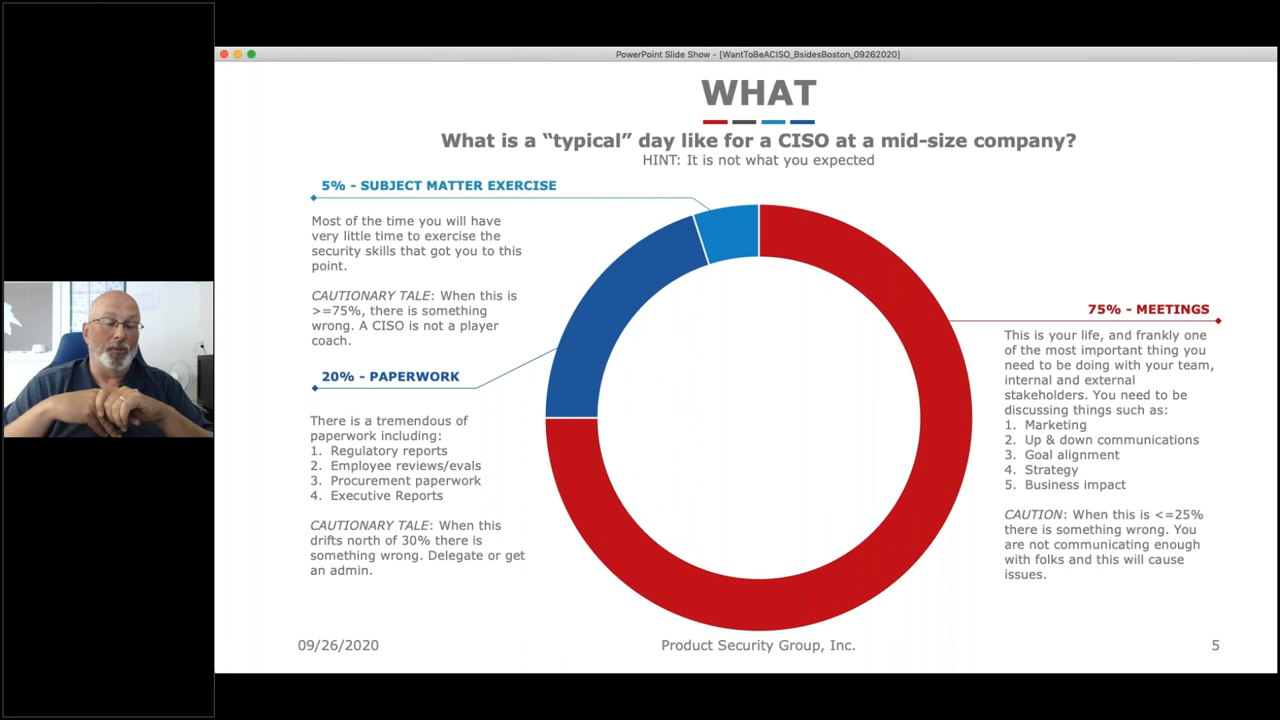 PowerPoint Slide Show - [WantToBeACISO_BsidesBoston_09262020]
WHAT
What is a “typical” day like for a CISO at a mid-size company?
HINT: It is not what you expected
5% - SUBJECT MATTER EXERCISE
Most of the time you will have
very little time to exercise the
security skills that got you to this
point.
CAUTIONARY TALE: When this is
>=75%, there is something
wrong. A CISO is not a player
coach.
20% - PAPERWORK
There is a tremendous of
paperwork including:
1. Regulatory reports
2. Employee reviews/evals
3. Procurement paperwork
4. Executive Reports
CAUTIONARY TALE: When this
drifts north of 30% there is
something wrong. Delegate or get
an admin.
75% - MEETINGS
This is your life, and frankly one
of the most important thing you
need to be doing with your team,
internal and external
stakeholders. You need to be
discussing things such as:
1. Marketing
2. Up & down communications
3. Goal alignment
4. Strategy
5. Business impact
CAUTION: When this is <=25%
there is something wrong. You
are not communicating enough
with folks and this will cause
issues.
09/26/2020
Product Security Group, Inc.
5